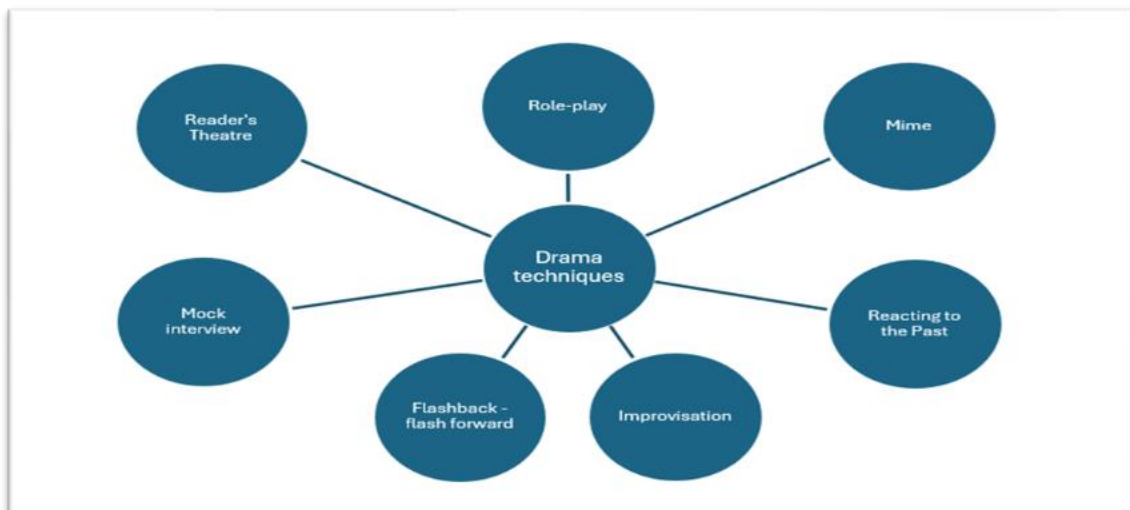 Role-play
Reader's
Theatre
Mime
Drama
techniques
Mock
interview
Reacting to
the Past
Flashback -
flash forward
Improvisation